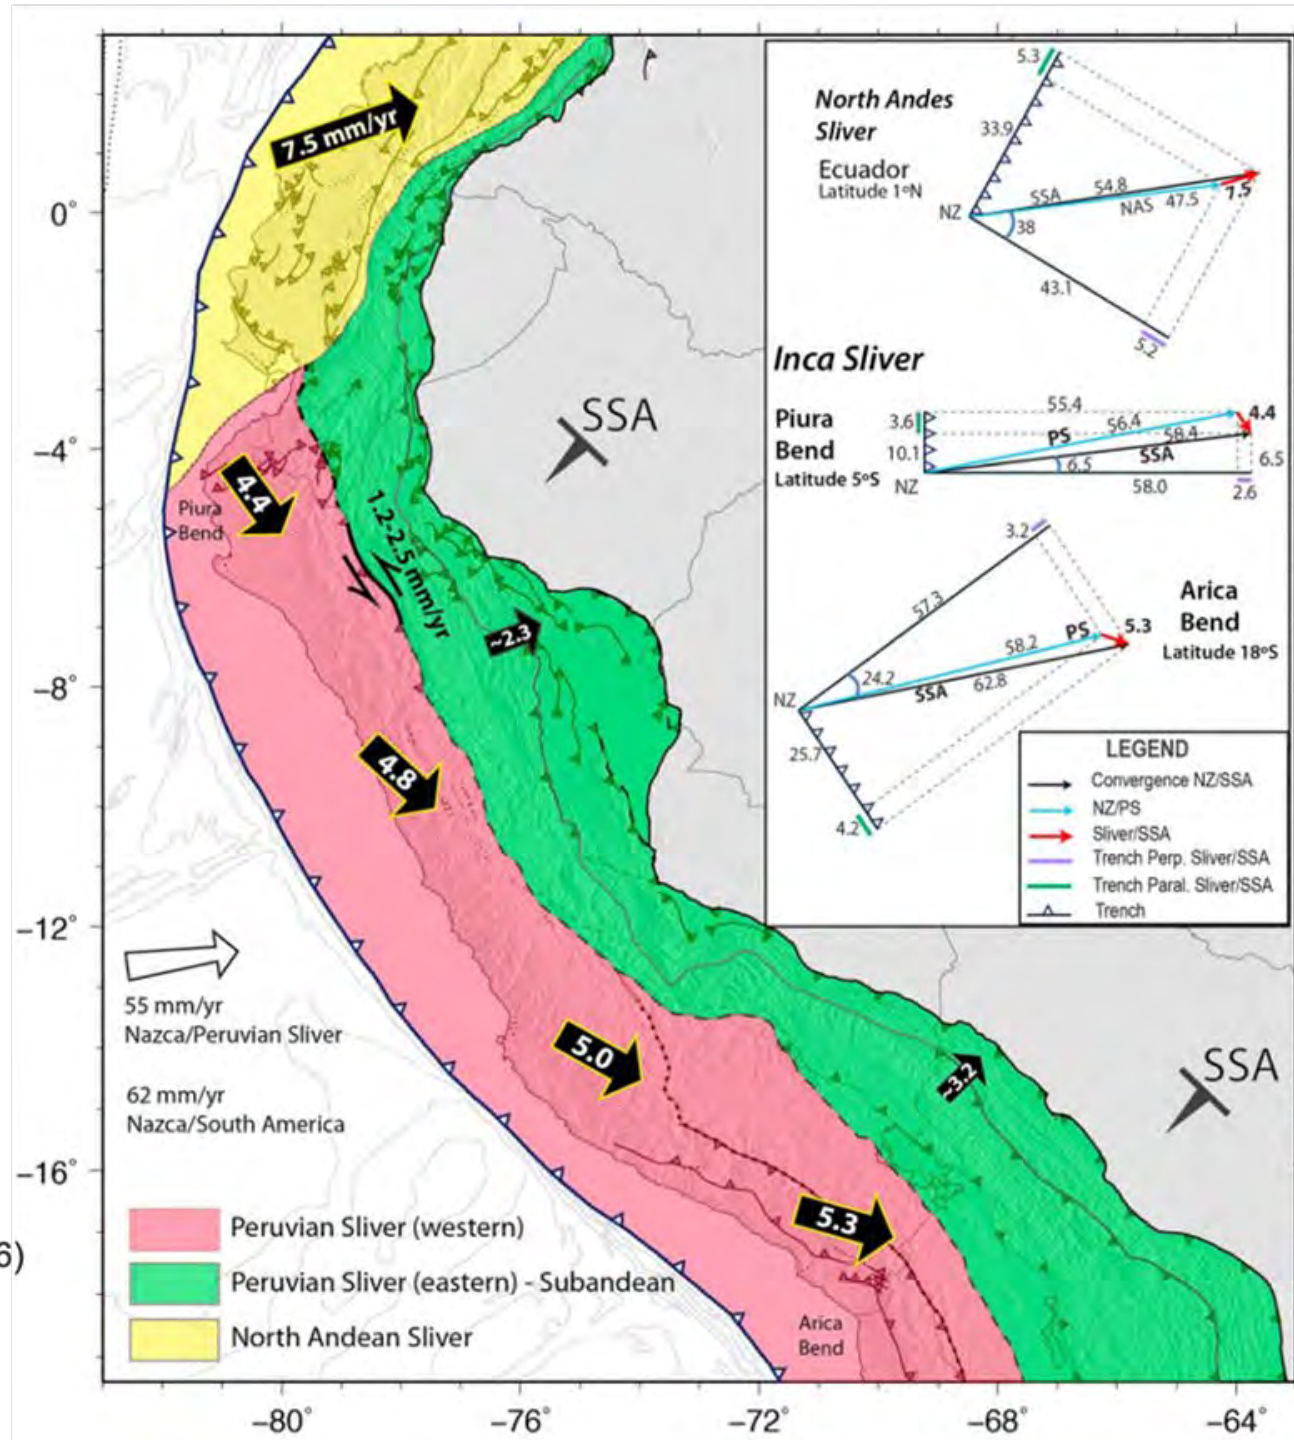 7.5 mm/yr
SSA
4.4
Piura
Bend
1.2-2.5 mm/yr
~2.3
4.8
55 mm/yr
Nazca/Peruvian Sliver
62 mm/yr
Nazca/South America
5.0
~3.2
SSA
5.3
Arica
Bend
Peruvian Sliver (western)
Peruvian Sliver (eastern) - Subandean
North Andean Sliver
6)
0°
−4°
−8°
−12°
−16°
−80°
−76°
−72°
−68°
−64°
North Andes
Sliver
Ecuador
Latitude 1ºN
5.3
33.9
NZ
SSA
54.8
NAS
47.5
7.5
38
43.1
5.2
Inca Sliver
Piura
Bend
Latitude 5ºS
3.6
10.1
NZ
55.4
56.4
PS
58.4
SSA
4.4
6.5
6.5
58.0
2.6
Arica
Bend
Latitude 18ºS
3.2
57.3
PS
5.3
58.2
24.2
NZ
SSA
62.8
25.7
4.2
LEGEND
Convergence NZ/SSA
NZ/PS
Sliver/SSA
Trench Perp. Sliver/SSA
Trench Paral. Sliver/SSA
Trench